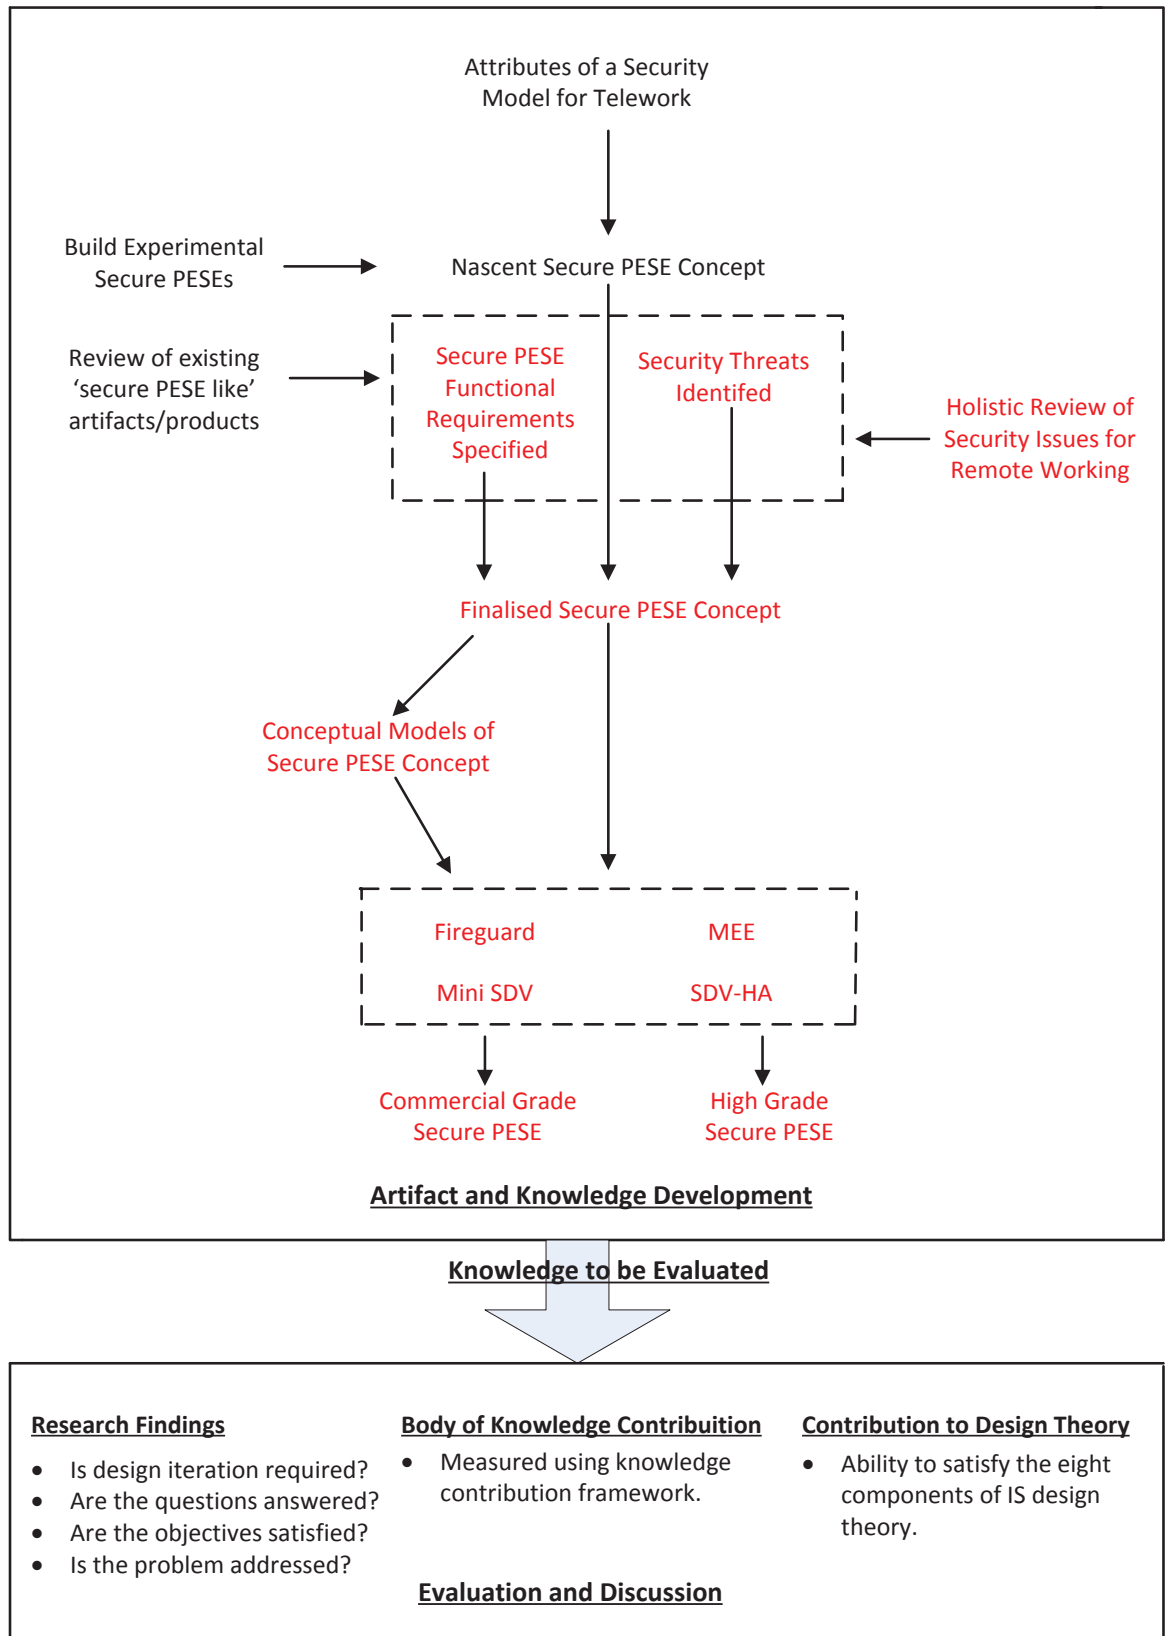 Attributes of a Security
Model for Telework
Build Experimental
Secure PESEs
Nascent Secure PESE Concept
Review of existing
‘secure PESE like’
artifacts/products
Secure PESE
Functional
Requirements
Specified
Security Threats
Identifed
Holistic Review of
Security Issues for
Remote Working
Finalised Secure PESE Concept
Conceptual Models of
Secure PESE Concept
Fireguard
MEE
Mini SDV
SDV-HA
Commercial Grade
Secure PESE
High Grade
Secure PESE
Artifact and Knowledge Development
Knowledge to be Evaluated
Research Findings
• Is design iteration required?
• Are the questions answered?
• Are the objectives satisfied?
• Is the problem addressed?
Body of Knowledge Contribuition
• Measured using knowledge
contribution framework.
Contribution to Design Theory
• Ability to satisfy the eight
components of IS design
theory.
Evaluation and Discussion